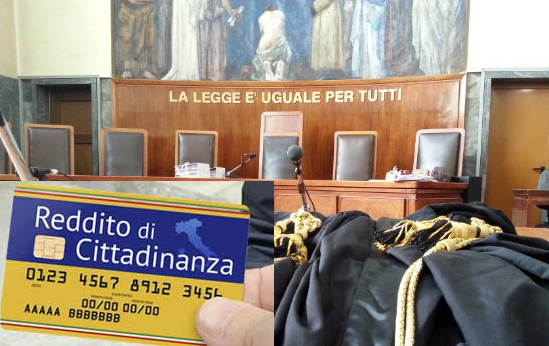 LA LEGGE E' UGUALE PER TUTTI
Reddito di
Cittadinanza
0123 4567 8912 3456
00/00 00/00
AAAAA BBBBBBB